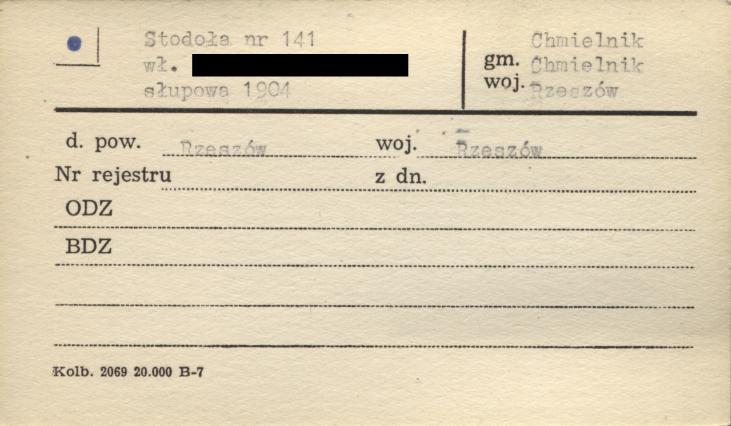 Stodoła nr 141
wł.
słupowa 1904
Chmielnik
gm. Chmielnik
woj. Rzeszów
d. pow. Rzeszów woj. Rzeszów
Nr rejestru z dn.
ODZ
BDZ
Kolb. 2069 20.000 B-7